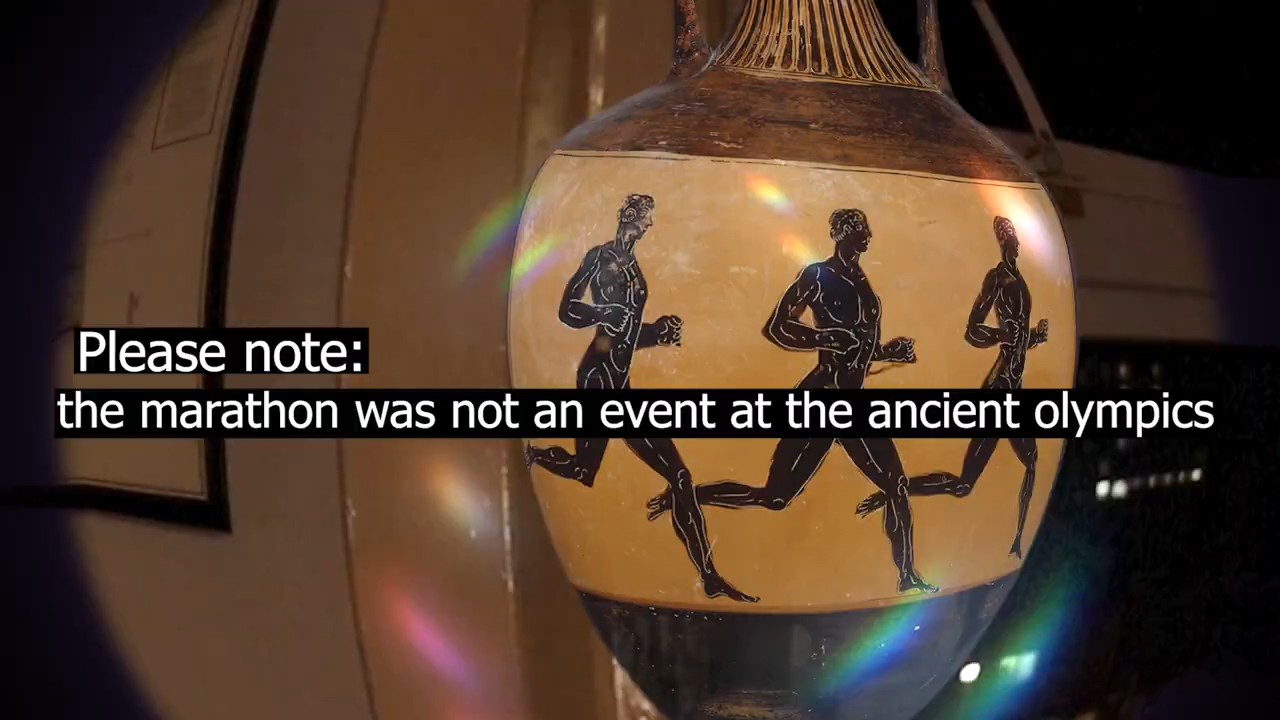 Please note:
the marathon was not an event at the ancient olympics